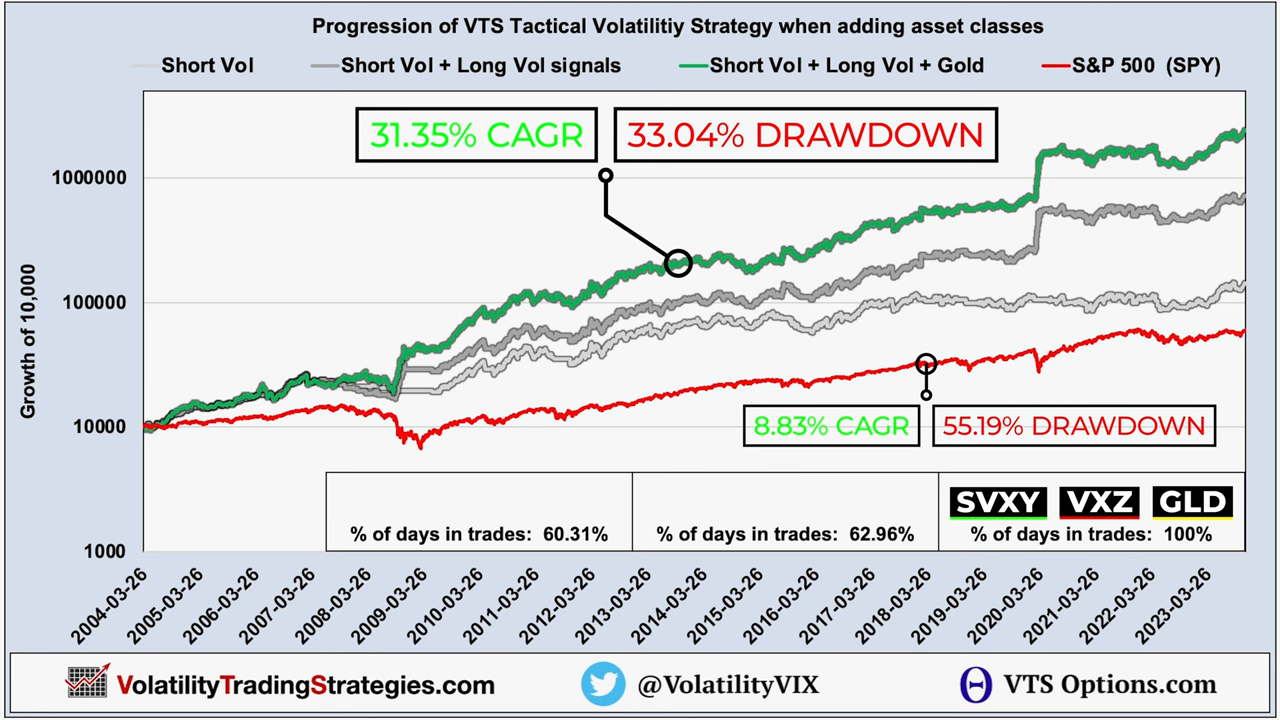 Progression of VTS Tactical Volatilitiy Strategy when adding asset classes
Short Vol
Short Vol + Long Vol signals
Short Vol + Long Vol + Gold
S&P 500 (SPY)
31.35% CAGR
33.04% DRAWDOWN
Growth of 10,000
1000000
100000
10000
1000
8.83% CAGR
55.19% DRAWDOWN
SVXY
VXZ
GLD
% of days in trades: 60.31%
% of days in trades: 62.96%
% of days in trades: 100%
2004-03-26
2005-03-26
2006-03-26
2007-03-26
2008-03-26
2009-03-26
2010-03-26
2011-03-26
2012-03-26
2013-03-26
2014-03-26
2015-03-26
2016-03-26
2017-03-26
2018-03-26
2019-03-26
2020-03-26
2021-03-26
2022-03-26
2023-03-26
VolatilityTradingStrategies.com
@VolatilityVIX
VTS Options.com